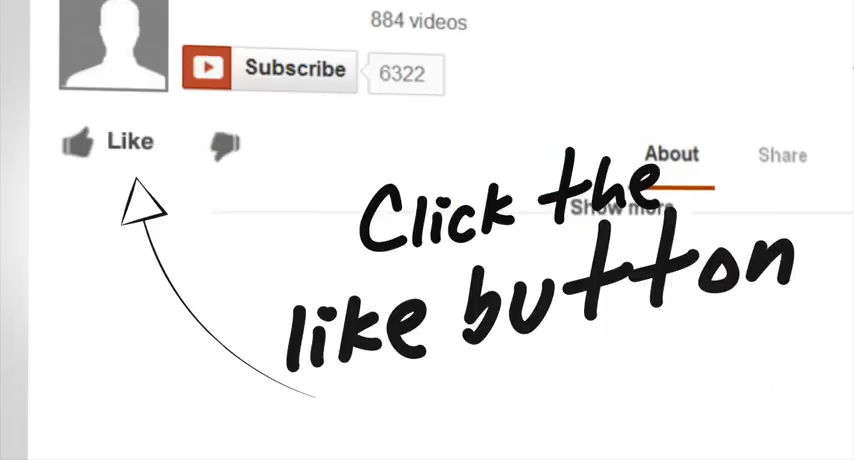 884 videos
Subscribe 6322
Like
About Share
Show more
Click the
like button